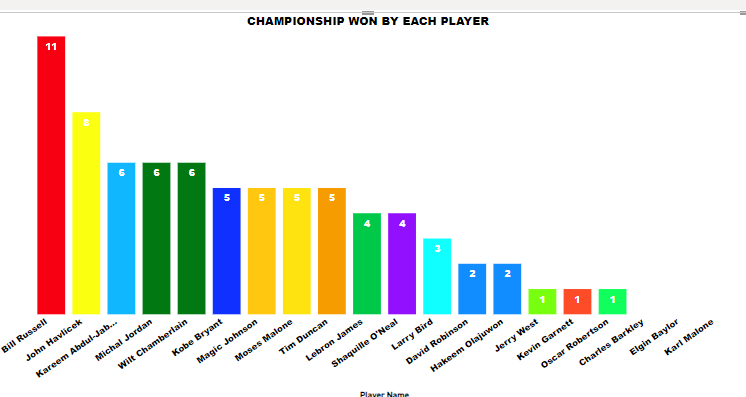 CHAMPIONSHIP WON BY EACH PLAYER
11
8
6
6
6
5
5
5
5
4
4
3
2
2
1
1
1
Bill Russell
John Havlicek
Kareem Abdul-Jab...
Michal Jordan
Wilt Chamberlain
Kobe Bryant
Magic Johnson
Moses Malone
Tim Duncan
Lebron James
Shaquille O'Neal
Larry Bird
David Robinson
Hakeem Olajuwon
Jerry West
Kevin Garnett
Oscar Robertson
Charles Barkley
Elgin Baylor
Karl Malone
Player Name